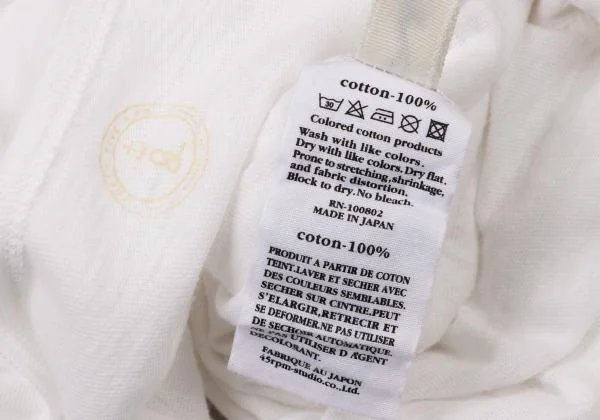 cotton-100%
30
Colored cotton products
Wash with like colors.
Dry with like colors. Dry flat.
Prone to stretching, shrinkage,
and fabric distortion.
Block to dry. No bleach.
RN-100802
MADE IN JAPAN
coton-100%
PRODUIT A PARTIR DE COTON
TEINT.LAVER ET SECHER AVEC
DES COULEURS SEMBLABLES.
SECHER SUR CINTRE.PEUT
S'ELARGIR,RETRECIR ET
SE DEFORMER.NE PAS UTILISER
DE SECHOIR AUTOMATIQUE.
NE PAS UTILISER D'AGENT
DECOLORANT.
FABRIQUE AU JAPON
45rpm-studio co.,Ltd.